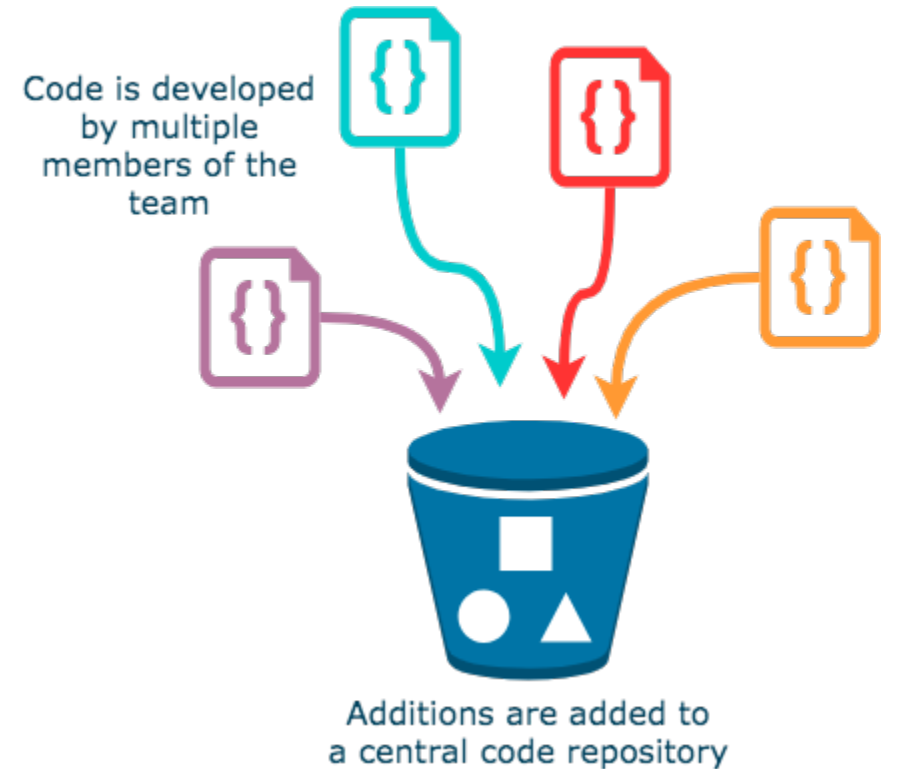 Code is developed
by multiple
members of the
team
{}
{}
{}
{}
Additions are added to
a central code repository